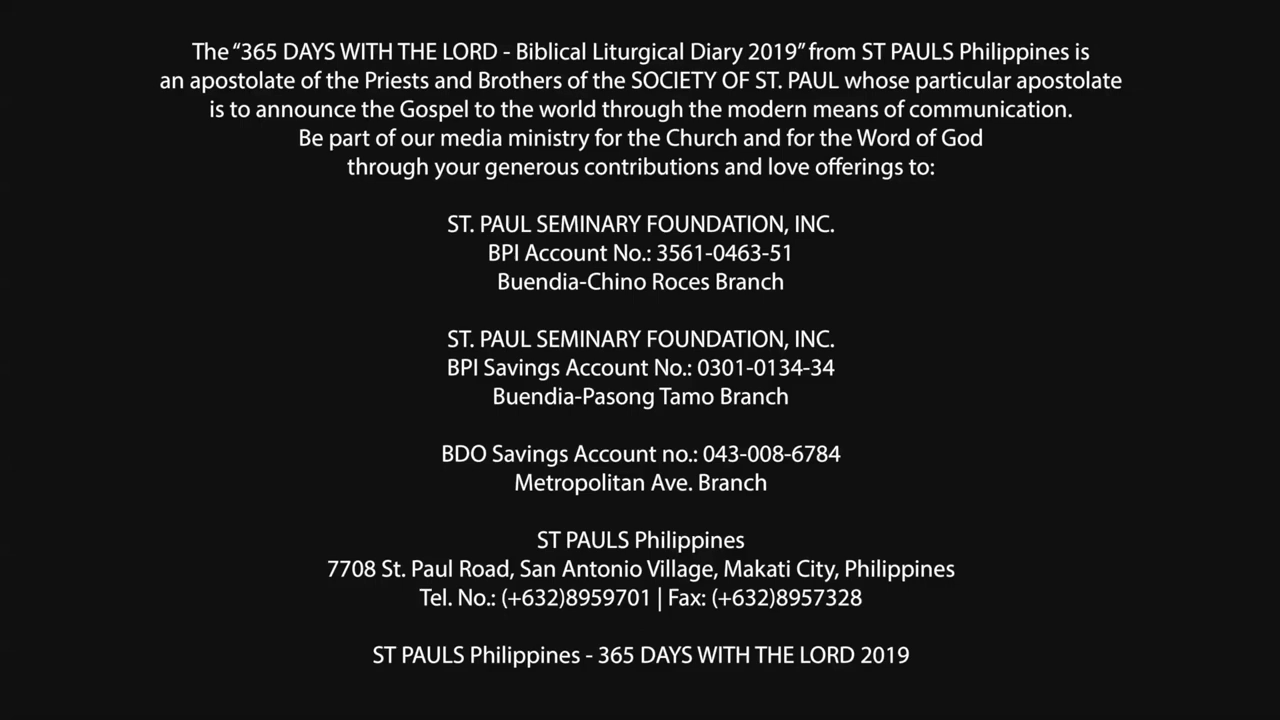 The “365 DAYS WITH THE LORD - Biblical Liturgical Diary 2019” from ST PAULS Philippines is
an apostolate of the Priests and Brothers of the SOCIETY OF ST. PAUL whose particular apostolate
is to announce the Gospel to the world through the modern means of communication.
Be part of our media ministry for the Church and for the Word of God
through your generous contributions and love offerings to:
ST. PAUL SEMINARY FOUNDATION, INC.
BPI Account No.: 3561-0463-51
Buendia-Chino Roces Branch
ST. PAUL SEMINARY FOUNDATION, INC.
BPI Savings Account No.: 0301-0134-34
Buendia-Pasong Tamo Branch
BDO Savings Account no.: 043-008-6784
Metropolitan Ave. Branch
ST PAULS Philippines
7708 St. Paul Road, San Antonio Village, Makati City, Philippines
Tel. No.: (+632)8959701 | Fax: (+632)8957328
ST PAULS Philippines - 365 DAYS WITH THE LORD 2019